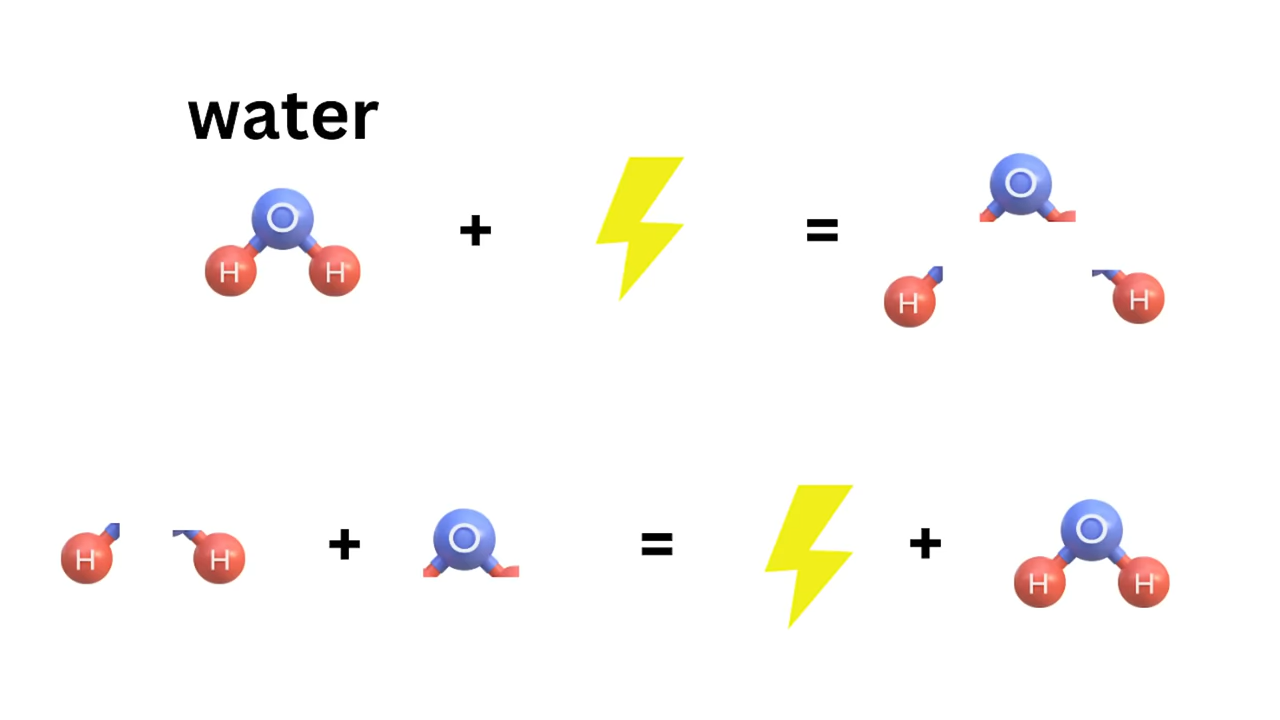 water
O
H H
+ =
O
H H
H H + O = + O
H H